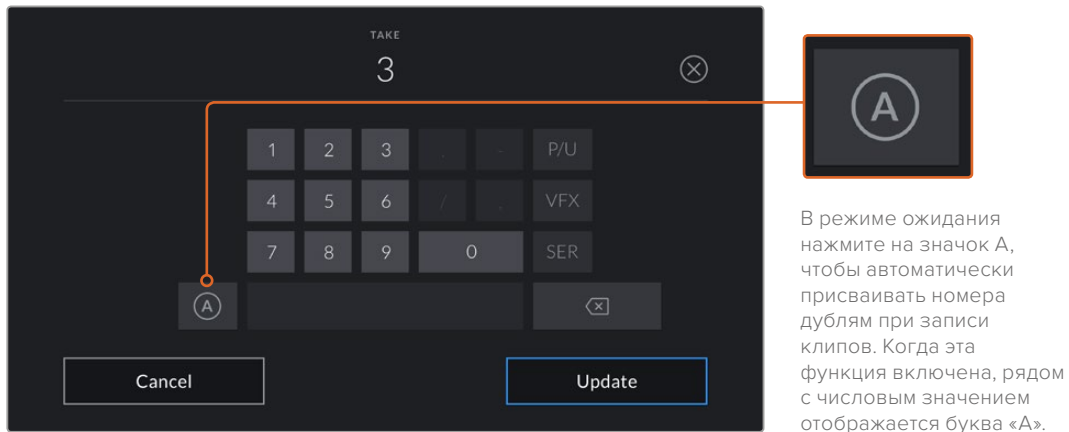 TAKE
3
1 2 3 , - P/U
4 5 6 / . VFX
7 8 9 0 SER
A
Cancel Update
A
В режиме ожидания
нажмите на значок А,
чтобы автоматически
присваивать номера
дублям при записи
клипов. Когда эта
функция включена, рядом
с числовым значением
отображается буква «А».